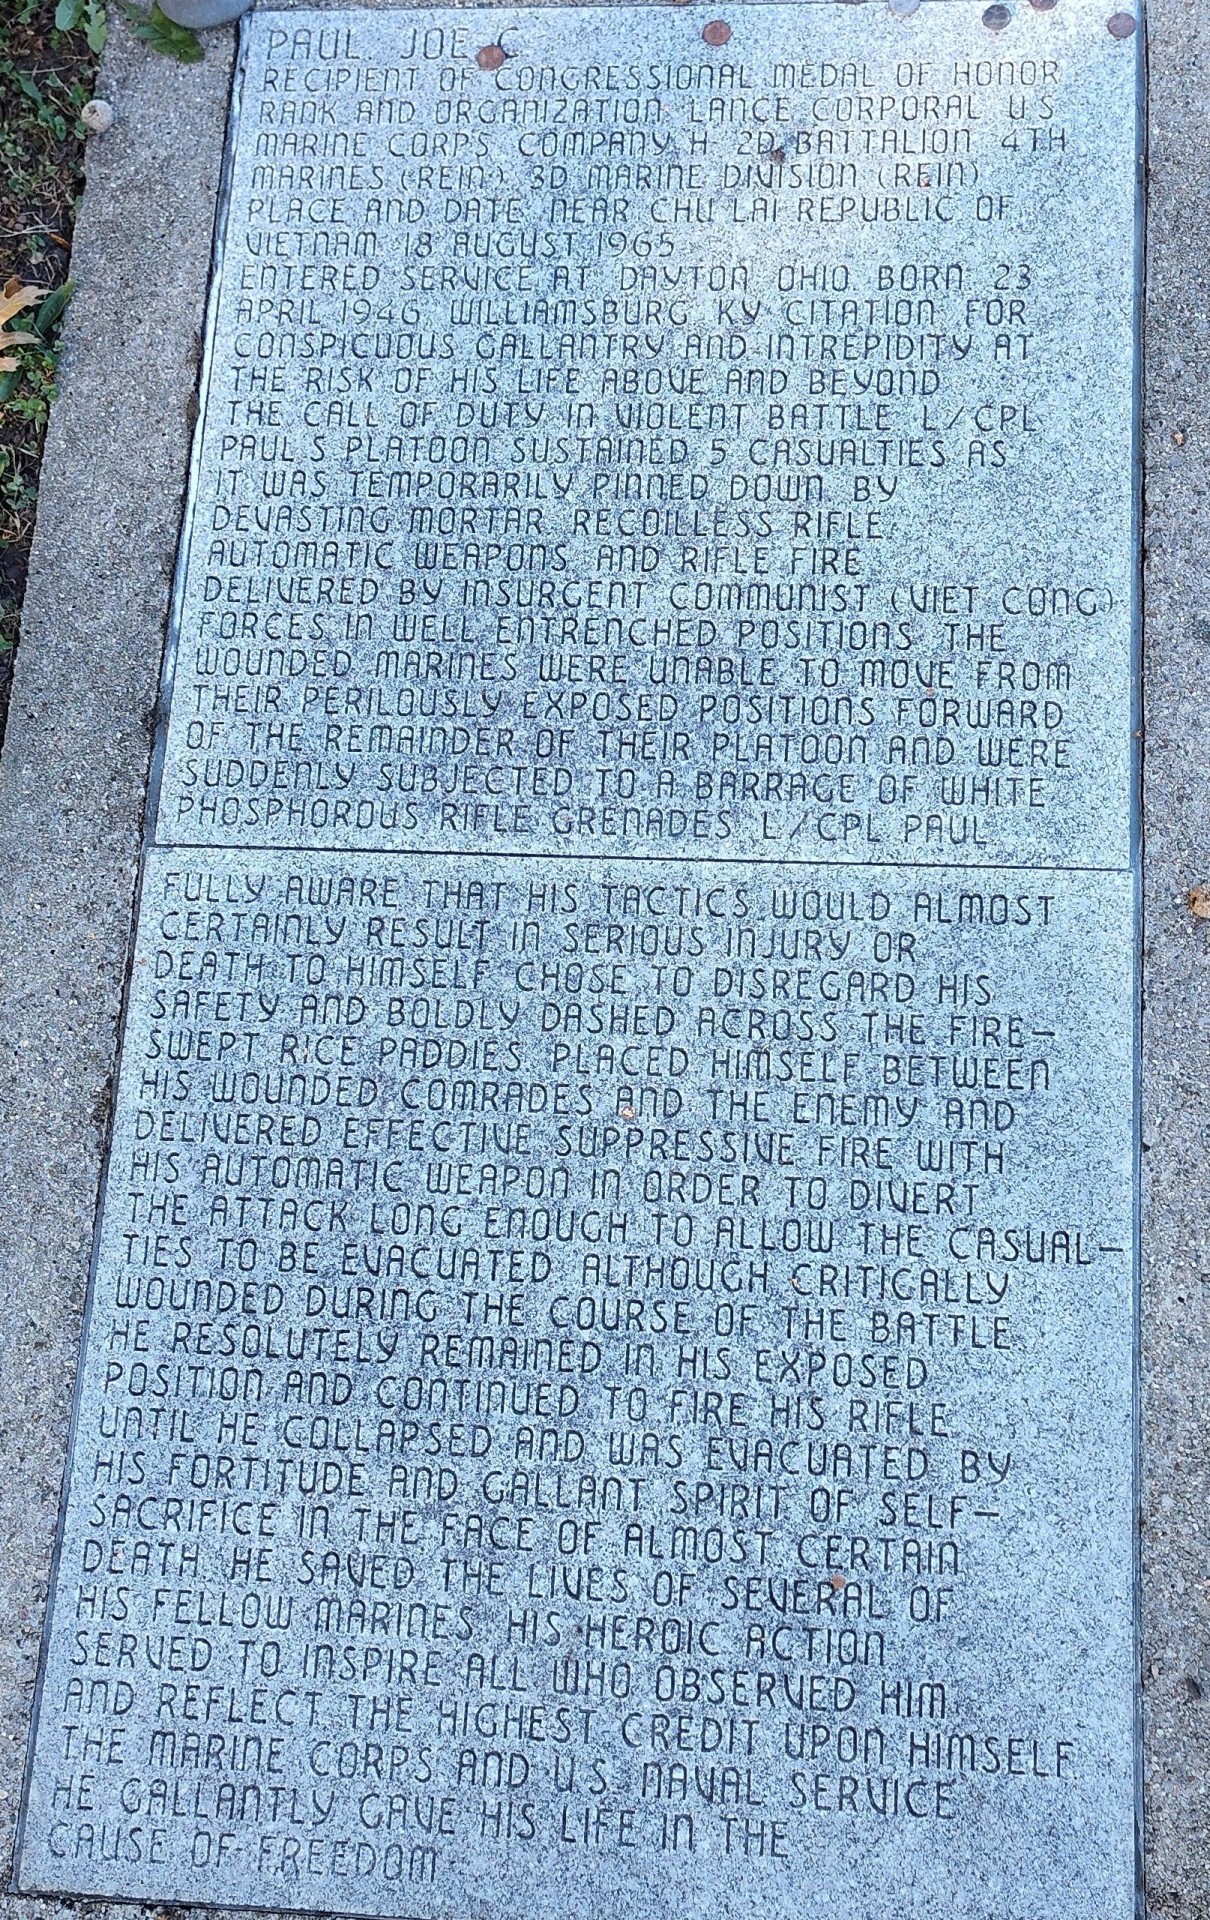 PAUL. JOE C
RECIPIENT OF CONGRESSIONAL MEDAL OF HONOR
RANK AND ORGANIZATION LANCE CORPORAL U S
MARINE CORPS COMPANY H 2D BATTALION 4TH
MARINES (REIN) 3D MARINE DIVISION (REIN)
PLACE AND DATE NEAR CHU LAI REPUBLIC OF
VIETNAM 18 AUGUST 1965
ENTERED SERVICE AT DAYTON OHIO BORN 23
APRIL 1946 WILLIAMSBURG KY CITATION FOR
CONSPICUOUS GALLANTRY AND INTREPIDITY AT
THE RISK OF HIS LIFE ABOVE AND BEYOND
THE CALL OF DUTY IN VIOLENT BATTLE L/CPL
PAUL S PLATOON SUSTAINED 5 CASUALTIES AS
IT WAS TEMPORARILY PINNED DOWN BY
DEVASTING MORTAR RECOILLESS RIFLE
AUTOMATIC WEAPONS AND RIFLE FIRE
DELIVERED BY INSURGENT COMMUNIST (VIET CONG)
FORCES IN WELL ENTRENCHED POSITIONS THE
WOUNDED MARINES WERE UNABLE TO MOVE FROM
THEIR PERILOUSLY EXPOSED POSITIONS FORWARD
OF THE REMAINDER OF THEIR PLATOON AND WERE
SUDDENLY SUBJECTED TO A BARRAGE OF WHITE
PHOSPHOROUS RIFLE GRENADES L/CPL PAUL
FULLY AWARE THAT HIS TACTICS WOULD ALMOST
CERTAINLY RESULT IN SERIOUS INJURY OR
DEATH TO HIMSELF CHOSE TO DISREGARD HIS
SAFETY AND BOLDLY DASHED ACROSS THE FIRE-
SWEPT RICE PADDIES PLACED HIMSELF BETWEEN
HIS WOUNDED COMRADES AND THE ENEMY AND
DELIVERED EFFECTIVE SUPPRESSIVE FIRE WITH
HIS AUTOMATIC WEAPON IN ORDER TO DIVERT
THE ATTACK LONG ENOUGH TO ALLOW THE CASUAL-
TIES TO BE EVACUATED ALTHOUGH CRITICALLY
WOUNDED DURING THE COURSE OF THE BATTLE
HE RESOLUTELY REMAINED IN HIS EXPOSED
POSITION AND CONTINUED TO FIRE HIS RIFLE
UNTIL HE COLLAPSED AND WAS EVACUATED BY
HIS FORTITUDE AND GALLANT SPIRIT OF SELF-
SACRIFICE IN THE FACE OF ALMOST CERTAIN
DEATH HE SAVED THE LIVES OF SEVERAL OF
HIS FELLOW MARINES HIS HEROIC ACTION
SERVED TO INSPIRE ALL WHO OBSERVED HIM
AND REFLECT THE HIGHEST CREDIT UPON HIMSELF
THE MARINE CORPS AND U.S. NAVAL SERVICE
HE GALLANTLY GAVE HIS LIFE IN THE
CAUSE OF FREEDOM